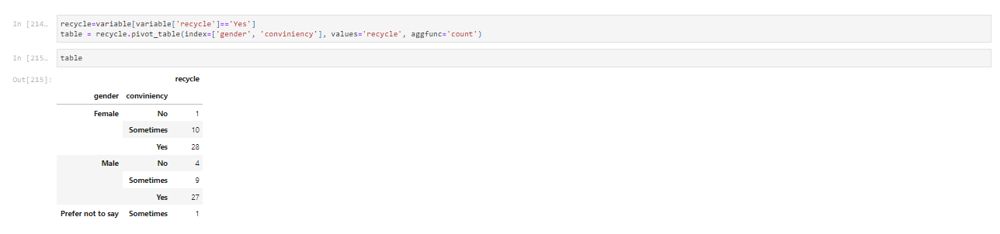 In [214…
recycle=variable[variable['recycle']=='Yes']
table = recycle.pivot_table(index=['gender', 'conviniency'], values='recycle', aggfunc='count')
In [215…
table
Out[215]:
recycle
gender conviniency
Female No 1
Sometimes 10
Yes 28
Male No 4
Sometimes 9
Yes 27
Prefer not to say Sometimes 1